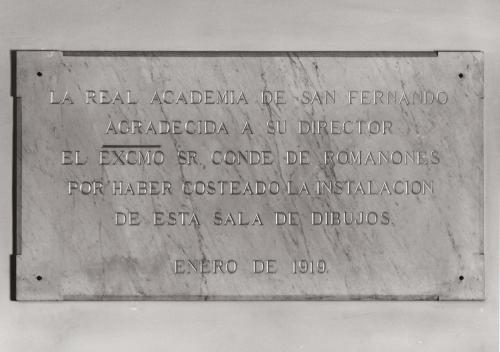 LA REAL ACADEMIA DE SAN FERNANDO
AGRADECIDA A SU DIRECTOR
EL EXCMO SR. CONDE DE ROMANONES
POR HABER COSTEADO LA INSTALACION
DE ESTA SALA DE DIBUJOS.
ENERO DE 1919.